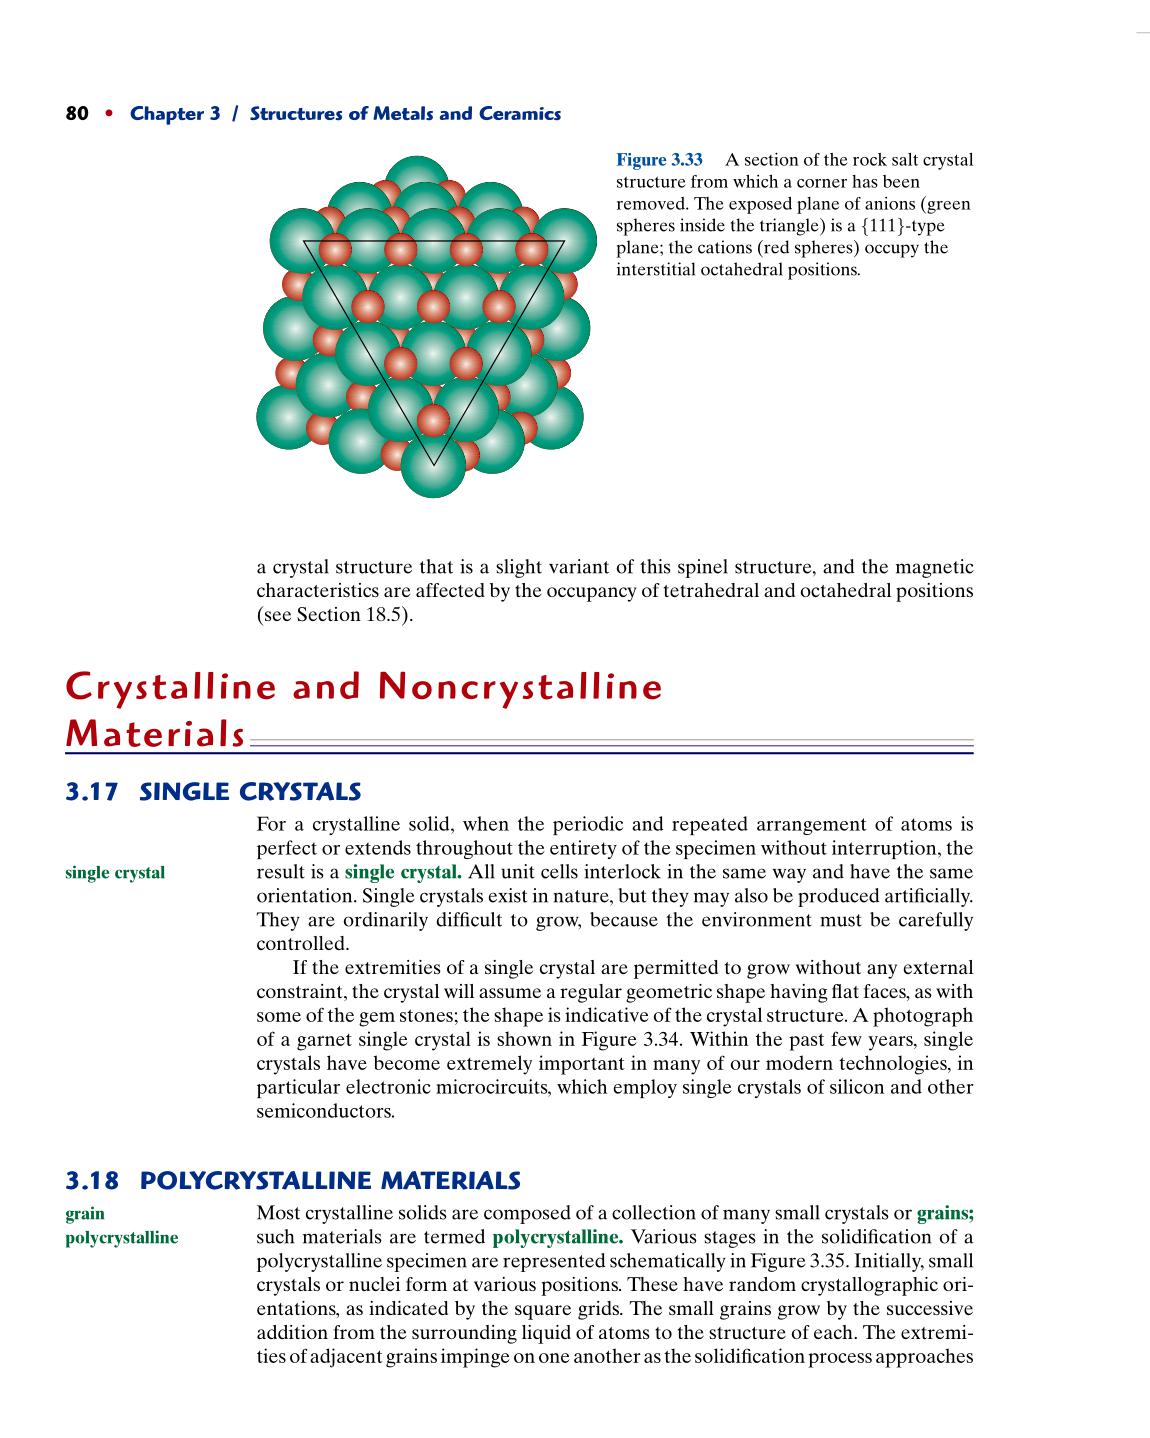 80 • Chapter 3 / Structures of Metals and Ceramics
Figure 3.33 A section of the rock salt crystal
structure from which a corner has been
removed. The exposed plane of anions (green
spheres inside the triangle) is a {111}-type
plane; the cations (red spheres) occupy the
interstitial octahedral positions.
a crystal structure that is a slight variant of this spinel structure, and the magnetic
characteristics are affected by the occupancy of tetrahedral and octahedral positions
(see Section 18.5).
Crystalline and Noncrystalline
Materials
3.17 SINGLE CRYSTALS
For a crystalline solid, when the periodic and repeated arrangement of atoms is
perfect or extends throughout the entirety of the specimen without interruption, the
single crystal
result is a single crystal. All unit cells interlock in the same way and have the same
orientation. Single crystals exist in nature, but they may also be produced artificially.
They are ordinarily difficult to grow, because the environment must be carefully
controlled.
If the extremities of a single crystal are permitted to grow without any external
constraint, the crystal will assume a regular geometric shape having flat faces, as with
some of the gem stones; the shape is indicative of the crystal structure. A photograph
of a garnet single crystal is shown in Figure 3.34. Within the past few years, single
crystals have become extremely important in many of our modern technologies, in
particular electronic microcircuits, which employ single crystals of silicon and other
semiconductors.
3.18 POLYCRYSTALLINE MATERIALS
grain
polycrystalline
Most crystalline solids are composed of a collection of many small crystals or grains;
such materials are termed polycrystalline. Various stages in the solidification of a
polycrystalline specimen are represented schematically in Figure 3.35. Initially, small
crystals or nuclei form at various positions. These have random crystallographic ori-
entations, as indicated by the square grids. The small grains grow by the successive
addition from the surrounding liquid of atoms to the structure of each. The extremi-
ties of adjacent grains impinge on one another as the solidification process approaches